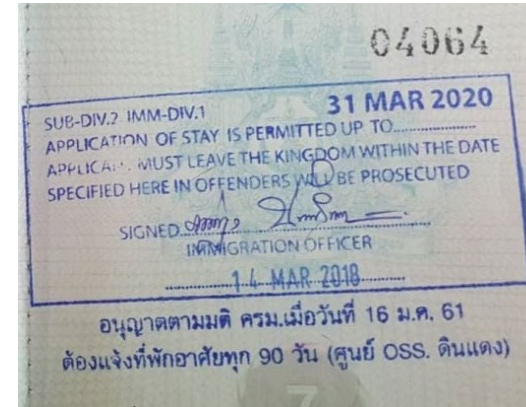 04064
SUB-DIV.2 IMM-DIV.1 31 MAR 2020
APPLICATION OF STAY IS PERMITTED UP TO..............
APPLICA.. MUST LEAVE THE KINGDOM WITHIN THE DATE
SPECIFIED HERE IN OFFENDERS WILL BE PROSECUTED
SIGNED
IMMIGRATION OFFICER
14 MAR 2018
อนุญาตตามมติ ครม.เมื่อวันที่ 16 ม.ค. 61
ต้องแจ้งที่พักอาศัยทุก 90 วัน (ศูนย์ OSS. ดินแดง)
7